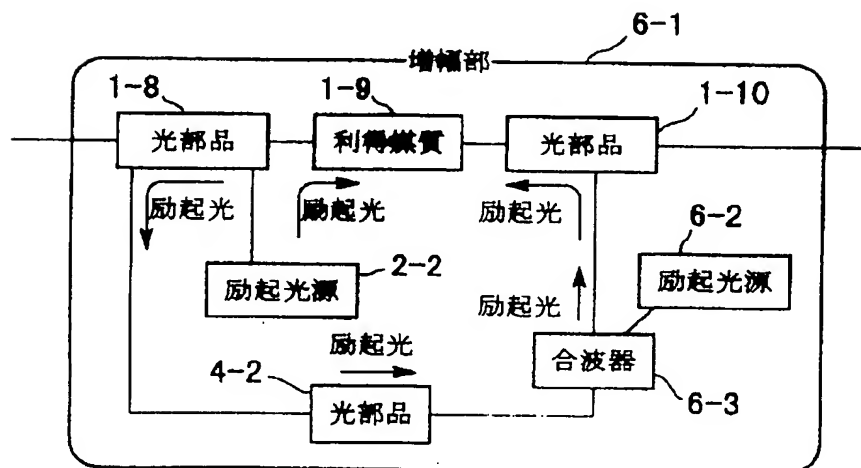 6-1
増幅部
1-8
1-9
1-10
光部品
利得媒質
光部品
励起光
励起光
励起光
6-2
励起光源
2-2
励起光源
励起光
励起光
合波器
4-2
6-3
光部品